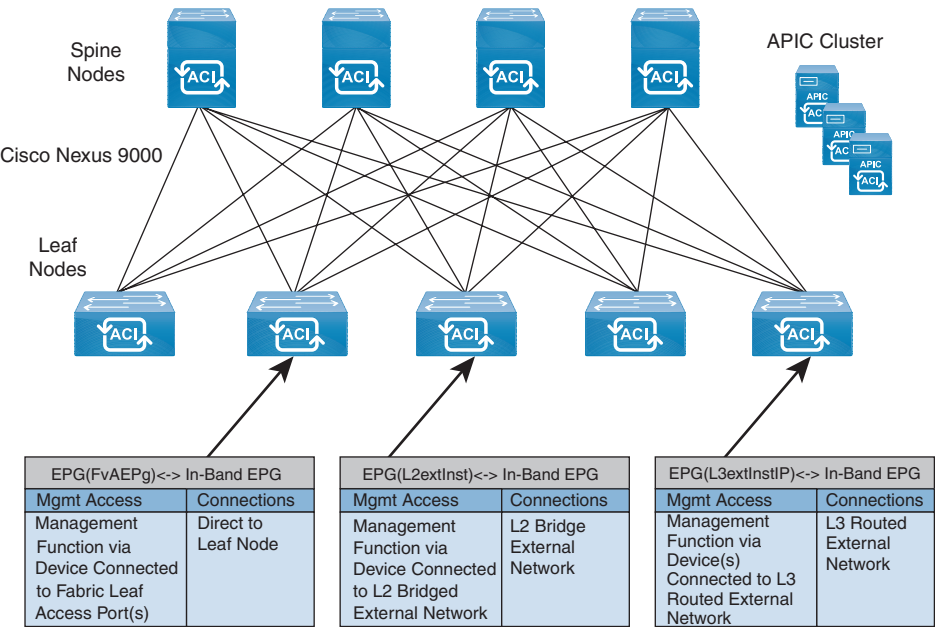 Spine
Nodes
ACI
ACI
ACI
ACI
APIC Cluster
APIC
AC
APIC
AC
APIC
ACI
Cisco Nexus 9000
Leaf
Nodes
ACI
ACI
ACI
ACI
ACI
EPG(FvAEPg)<-> In-Band EPG
Mgmt Access
Connections
Management
Function via
Device Connected
to Fabric Leaf
Access Port(s)
Direct to
Leaf Node
EPG(L2extInst)<-> In-Band EPG
Mgmt Access
Connections
Management
Function via
Device Connected
to L2 Bridged
External Network
L2 Bridge
External
Network
EPG(L3extInstIP)<-> In-Band EPG
Mgmt Access
Connections
Management
Function via
Device(s)
Connected to L3
Routed External
Network
L3 Routed
External
Network